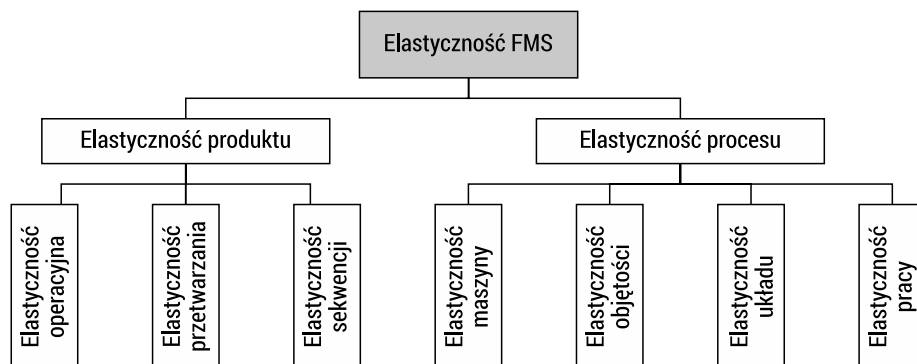 Elastyczność FMS
Elastyczność produktu
Elastyczność procesu
Elastyczność
operacyjna
Elastyczność
przetwarzania
Elastyczność
sekwencji
Elastyczność
maszyny
Elastyczność
objętości
Elastyczność
układu
Elastyczność
pracy